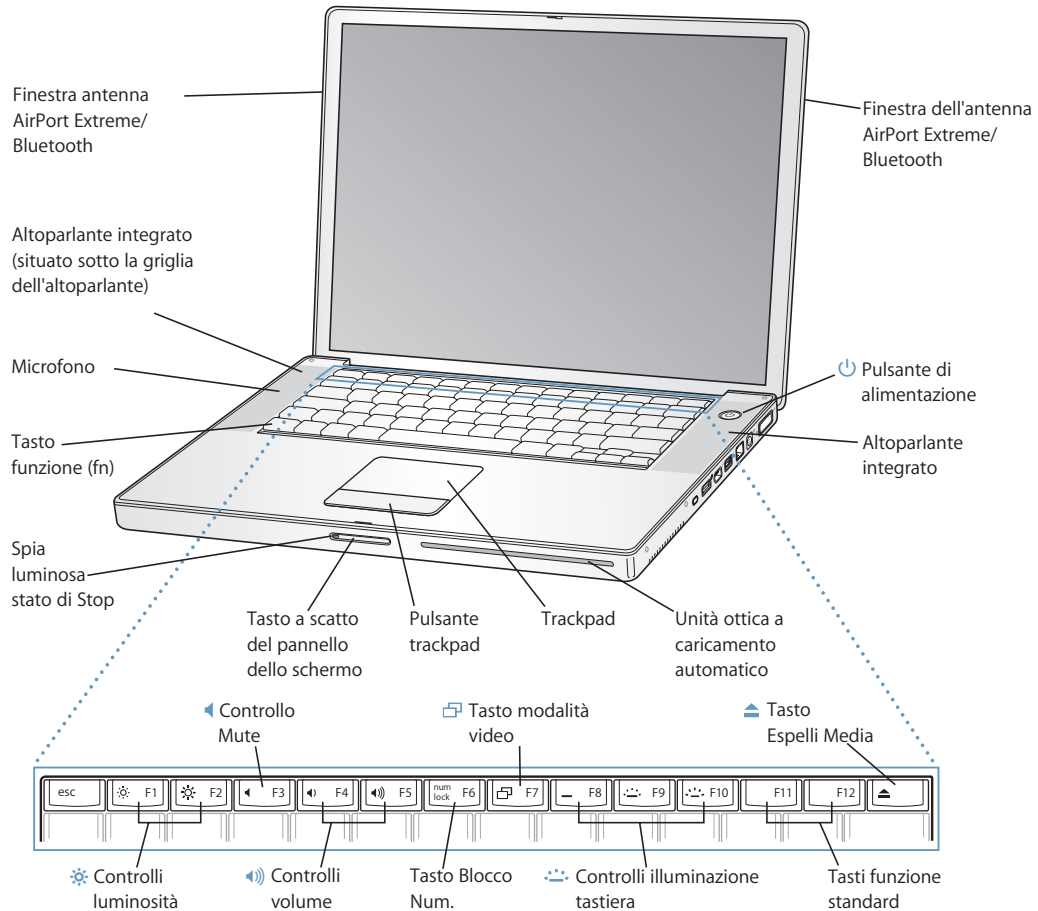 Finestra antenna
AirPort Extreme/
Bluetooth
Finestra dell'antenna
AirPort Extreme/
Bluetooth
Altoparlante integrato
(situato sotto la griglia
dell'altoparlante)
Microfono
Pulsante di
alimentazione
Tasto
funzione (fn)
Altoparlante
integrato
Spia
luminosa
stato di Stop
Tasto a scatto
del pannello
dello schermo
Pulsante
trackpad
Trackpad
Unità ottica a
caricamento
automatico
Controllo
Mute
Tasto modalità
video
Tasto
Espelli Media
esc
F1
F2
F3
F4
F5
num
lock
F6
F7
F8
F9
F10
F11
F12
Controlli
luminosità
Controlli
volume
Tasto Blocco
Num.
Controlli illuminazione
tastiera
Tasti funzione
standard